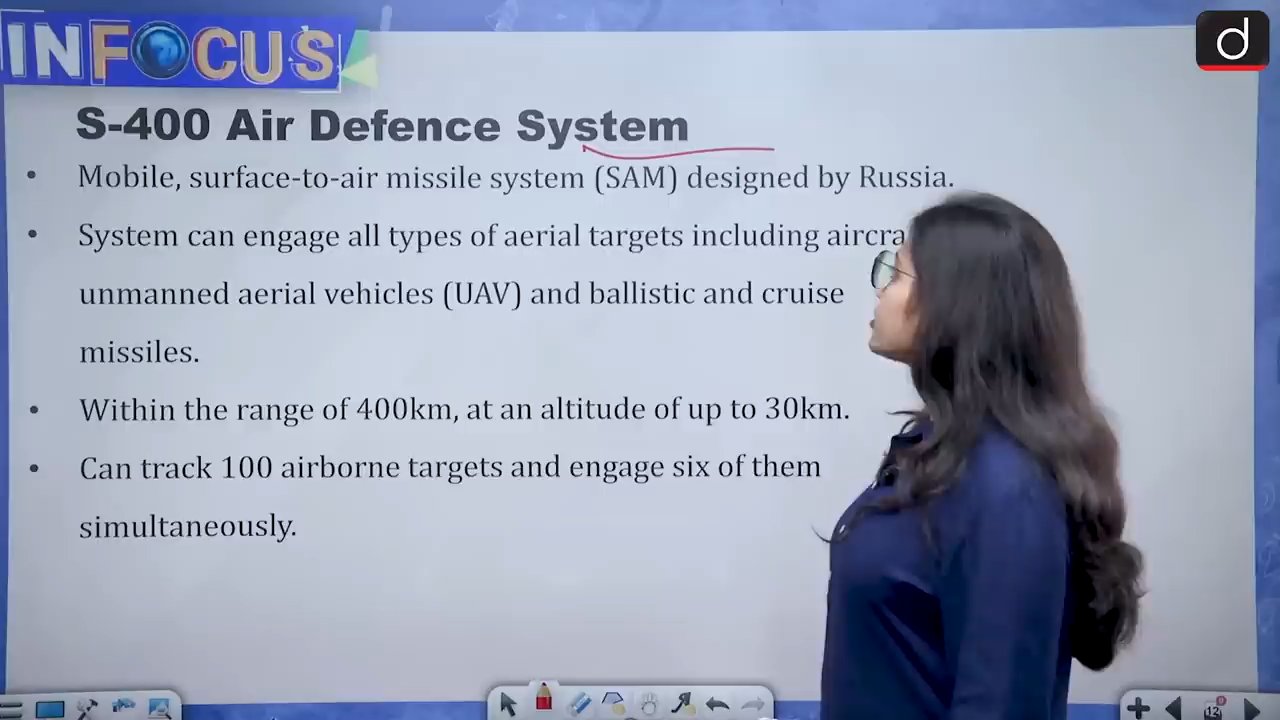 INFOCUS
d
S-400 Air Defence System
• Mobile, surface-to-air missile system (SAM) designed by Russia.
• System can engage all types of aerial targets including aircra
unmanned aerial vehicles (UAV) and ballistic and cruise
missiles.
• Within the range of 400km, at an altitude of up to 30km.
• Can track 100 airborne targets and engage six of them
simultaneously.
12